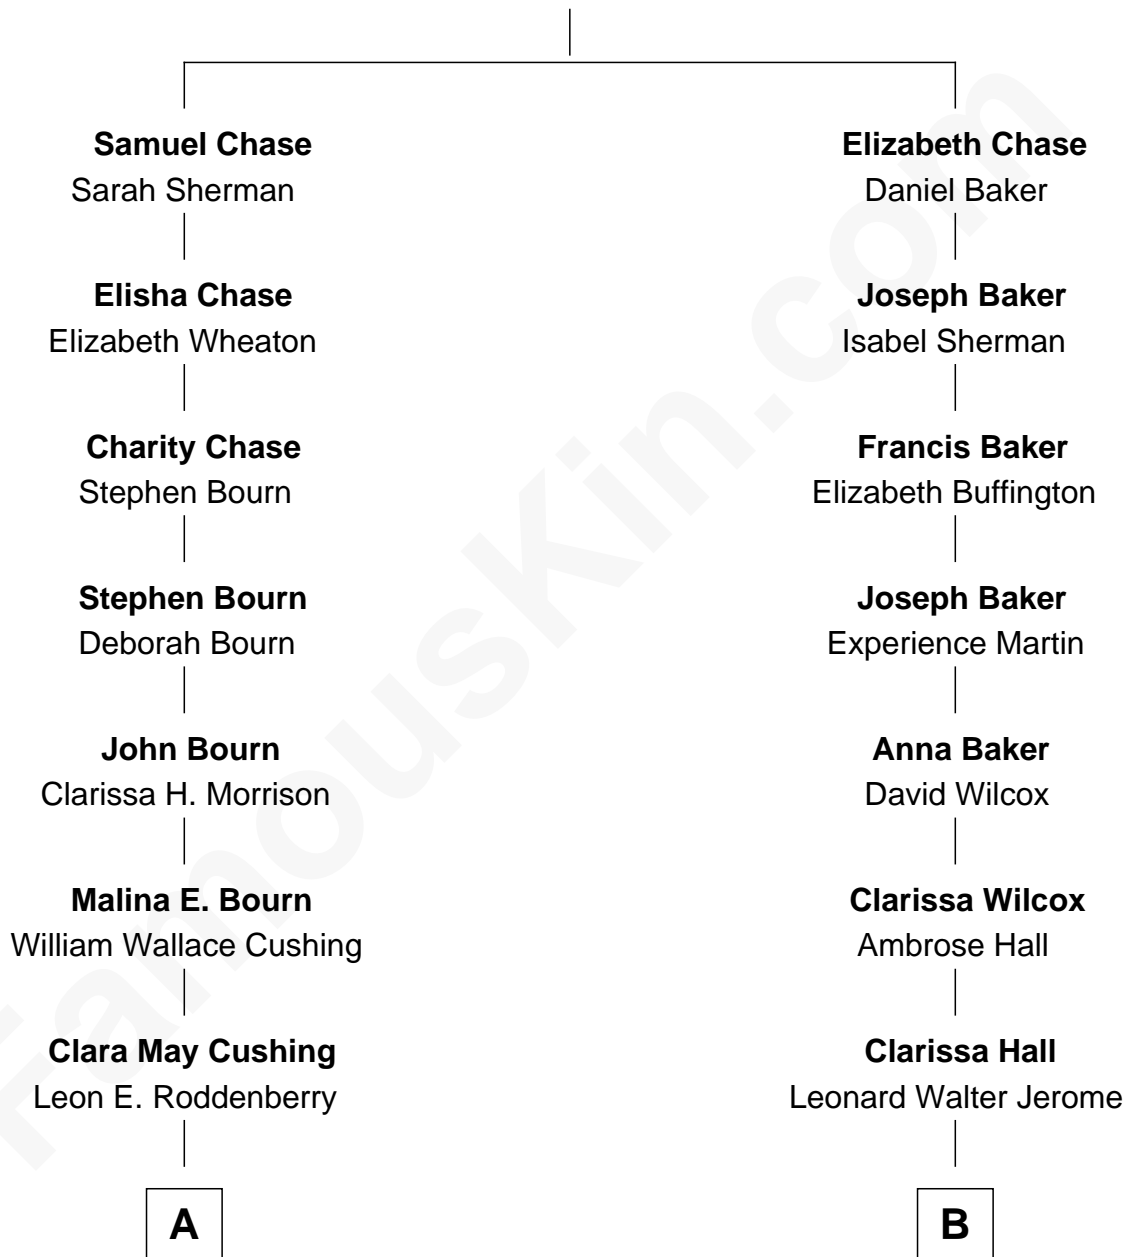 Samuel Chase
Sarah Sherman
Elizabeth Chase
Daniel Baker
Elisha Chase
Elizabeth Wheaton
Joseph Baker
Isabel Sherman
Charity Chase
Stephen Bourn
Francis Baker
Elizabeth Buffington
Stephen Bourn
Deborah Bourn
Joseph Baker
Experience Martin
John Bourn
Clarissa H. Morrison
Anna Baker
David Wilcox
Malina E. Bourn
William Wallace Cushing
Clarissa Wilcox
Ambrose Hall
Clara May Cushing
Leon E. Roddenberry
Clarissa Hall
Leonard Walter Jerome
A
B
FamousKin.com